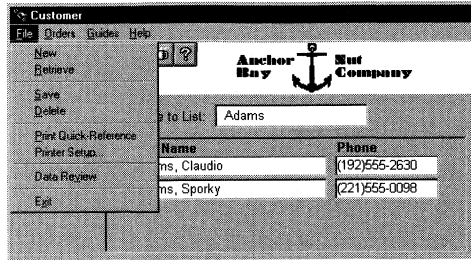 Customer
File Orders Guides Help
New
Retrieve
Save
Delete
Print Quick-Reference
Printer Setup...
Data Review
Exit
?
Anchor Nut
Bay Company
e to List: Adams
Name Phone
ms, Claudio (192)555-2630
ms, Sporky (221)555-0098